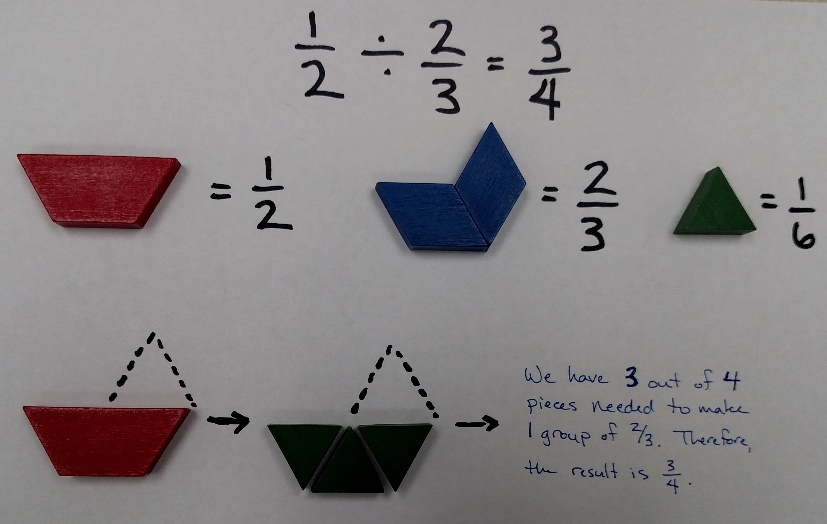 1/2 ÷ 2/3 = 3/4
= 1/2
= 2/3
= 1/6
We have 3 out of 4
pieces needed to make
1 group of 2/3. Therefore,
the result is 3/4.